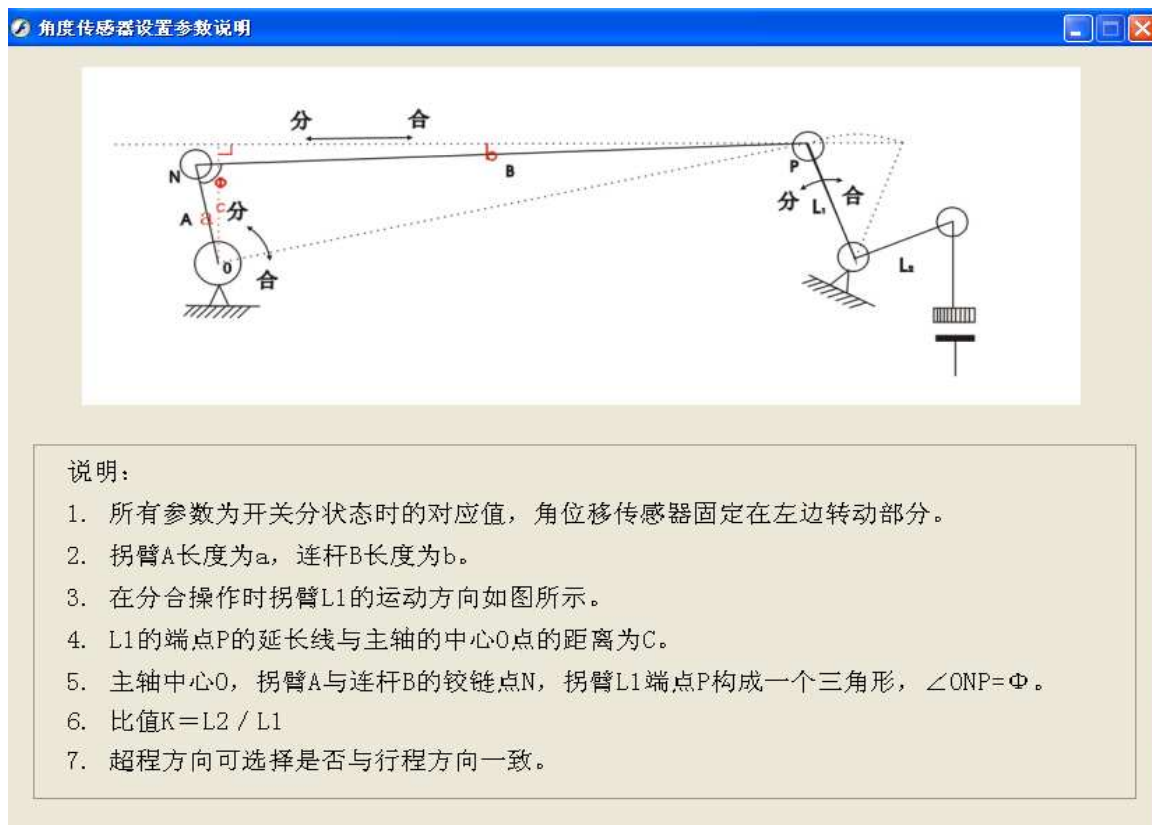 角度传感器设置参数说明
分 合
N
b
B
P
Φ
A a c 分
分 L₁ 合
O
合
L₂
说明:
1. 所有参数为开关分状态时的对应值，角位移传感器固定在左边转动部分。
2. 拐臂A长度为a，连杆B长度为b。
3. 在分合操作时拐臂L1的运动方向如图所示。
4. L1的端点P的延长线与主轴的中心O点的距离为C。
5. 主轴中心O，拐臂A与连杆B的铰链点N，拐臂L1端点P构成一个三角形，∠ONP=Φ。
6. 比值K＝L2／L1
7. 超程方向可选择是否与行程方向一致。